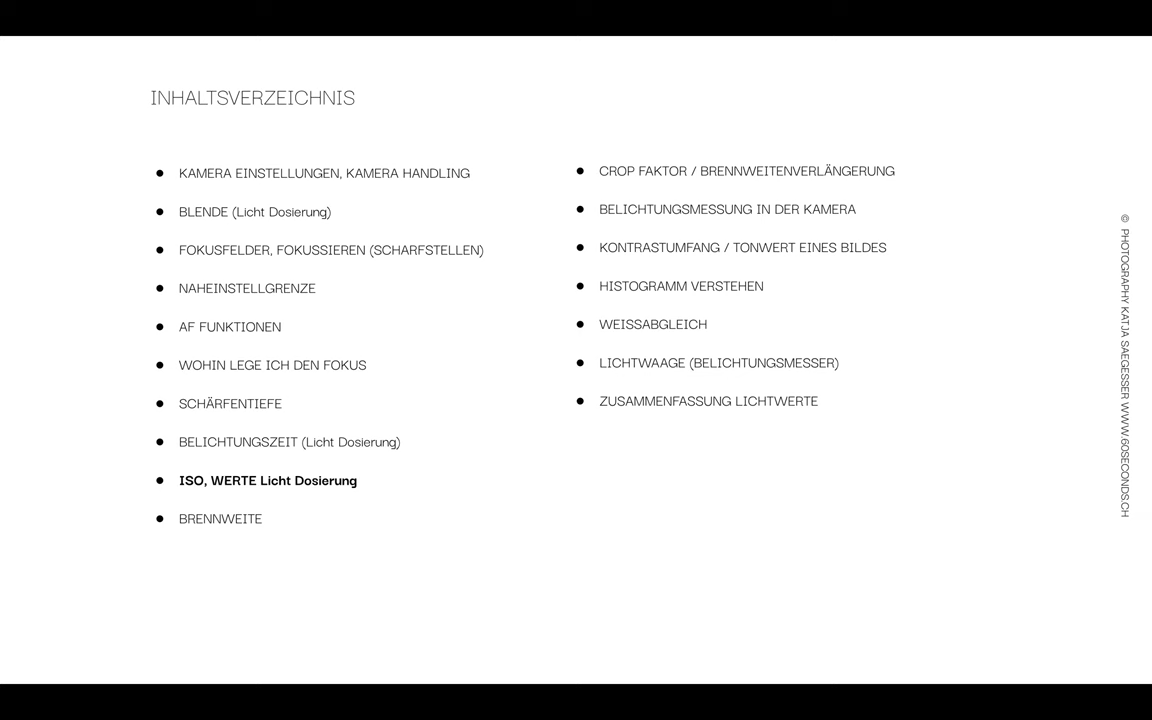 INHALTSVERZEICHNIS
● KAMERA EINSTELLUNGEN, KAMERA HANDLING
● BLENDE (Licht Dosierung)
● FOKUSFELDER, FOKUSSIEREN (SCHARFSTELLEN)
● NAHEINSTELLGRENZE
● AF FUNKTIONEN
● WOHIN LEGE ICH DEN FOKUS
● SCHÄRFENTIEFE
● BELICHTUNGSZEIT (Licht Dosierung)
● ISO, WERTE Licht Dosierung
● BRENNWEITE
● CROP FAKTOR / BRENNWEITENVERLÄNGERUNG
● BELICHTUNGSMESSUNG IN DER KAMERA
● KONTRASTUMFANG / TONWERT EINES BILDES
● HISTOGRAMM VERSTEHEN
● WEISSABGLEICH
● LICHTWAAGE (BELICHTUNGSMESSER)
● ZUSAMMENFASSUNG LICHTWERTE
© PHOTOGRAPHY KATJA SAEGESSER WWW.60SECONDS.CH